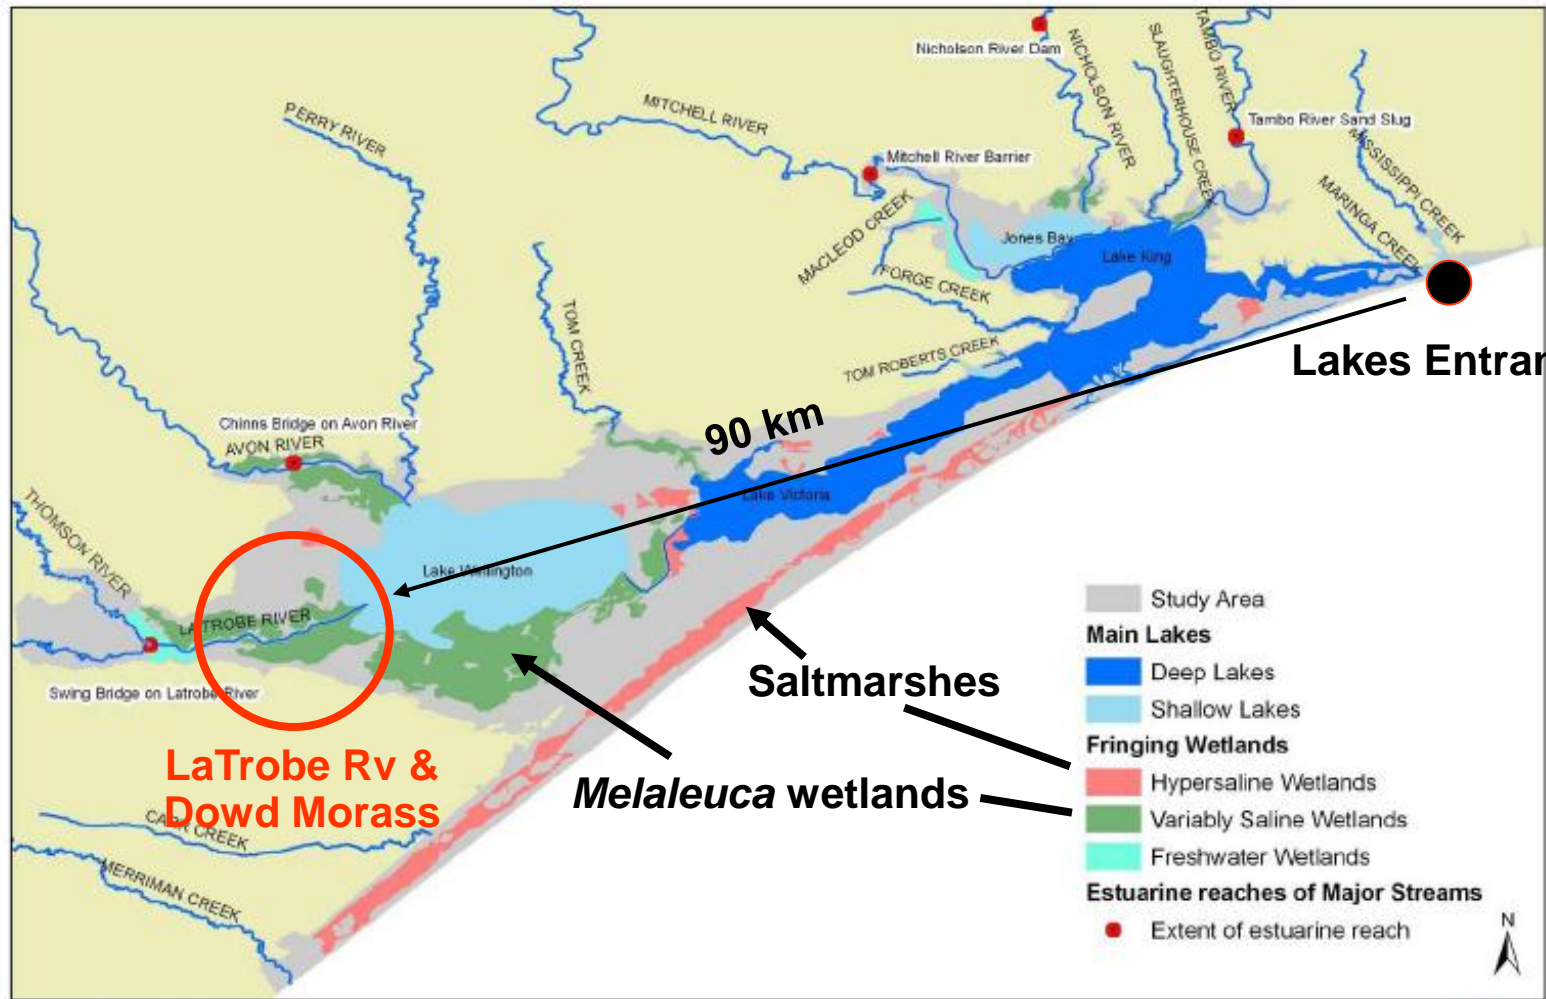 Nicholson River Dam
NICHOLSON RIVER
SLAUGHTERHOUSE CREEK
TAMBO RIVER
Tambo River Sand Slug
MISSISSIPPI CREEK
MARINGA CREEK
PERRY RIVER
MITCHELL RIVER
Mitchell River Barrier
MACLEOD CREEK
Jones Bay
Lake King
FORGE CREEK
TOM CREEK
TOM ROBERTS CREEK
Lakes Entran
90 km
Chinns Bridge on Avon River
AVON RIVER
Lake Victoria
THOMSON RIVER
Lake Wellington
LATROBE RIVER
Swing Bridge on Latrobe River
Saltmarshes
LaTrobe Rv &
Dowd Morass
Melaleuca wetlands
CARR CREEK
MERRIMAN CREEK
Study Area
Main Lakes
Deep Lakes
Shallow Lakes
Fringing Wetlands
Hypersaline Wetlands
Variably Saline Wetlands
Freshwater Wetlands
Estuarine reaches of Major Streams
Extent of estuarine reach
N